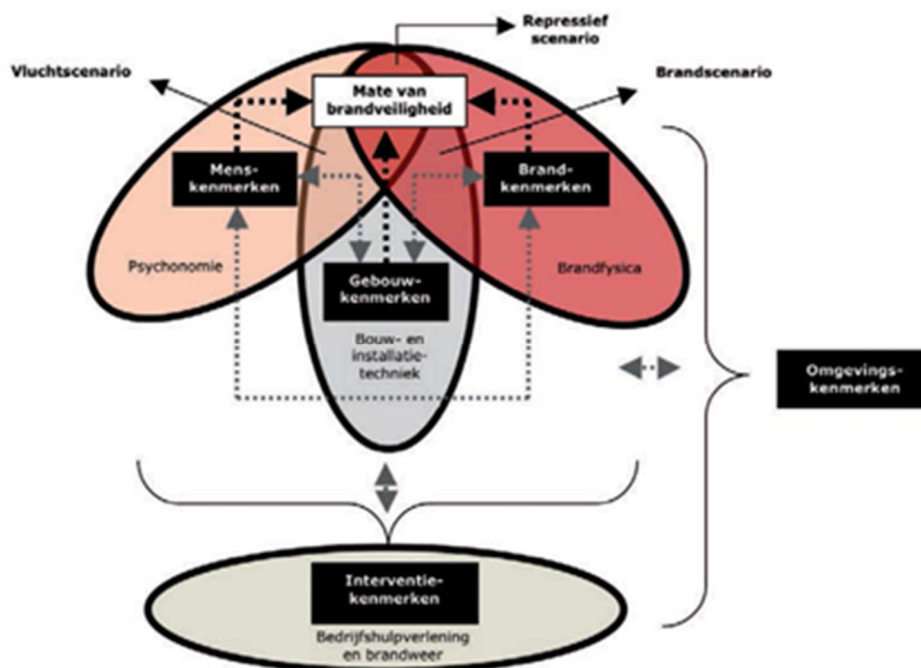 Repressief
scenario
Vluchtscenario
Brandscenario
Mate van
brandveiligheid
Mens-
kenmerken
Brand-
kenmerken
Psychonomie
Brandfysica
Gebouw-
kenmerken
Bouw- en
installatie-
techniek
Omgevings-
kenmerken
Interventie-
kenmerken
Bedrijfshulpverlening
en brandweer